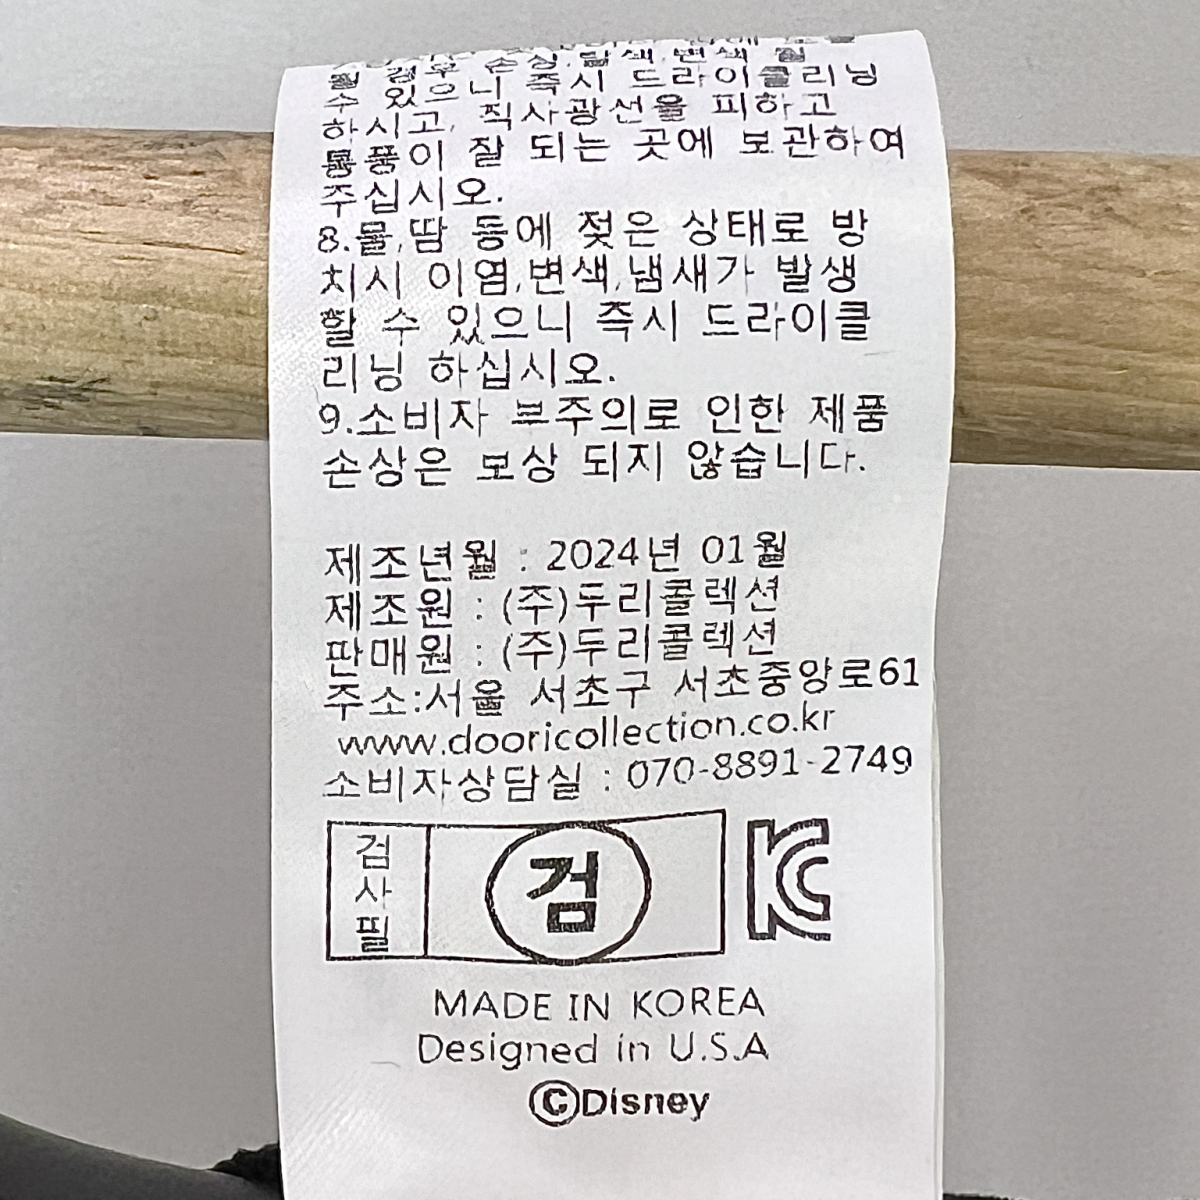 월 경우 손상,탈색,변색 될
수 있으니 즉시 드라이클리닝
하시고, 직사광선을 피하고
통풍이 잘 되는 곳에 보관하여
주십시오.
8.물,땀 등에 젖은 상태로 방
치시 이염,변색,냄새가 발생
할 수 있으니 즉시 드라이클
리닝 하십시오.
9.소비자 부주의로 인한 제품
손상은 보상 되지 않습니다.
제조년월 : 2024년 01월
제조원 : (주)두리콜렉션
판매원 : (주)두리콜렉션
주소:서울 서초구 서초중앙로61
www.dooricollection.co.kr
소비자상담실 : 070-8891-2749
검사필
검
KC
MADE IN KOREA
Designed in U.S.A
©Disney